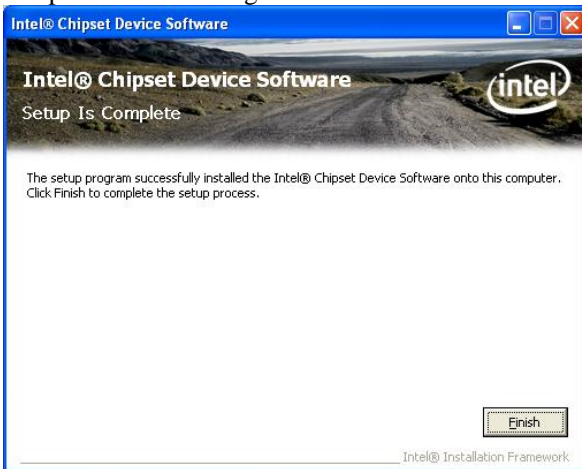 Intel® Chipset Device Software
Intel® Chipset Device Software
intel
Setup Is Complete
The setup program successfully installed the Intel® Chipset Device Software onto this computer.
Click Finish to complete the setup process.
Finish
Intel® Installation Framework